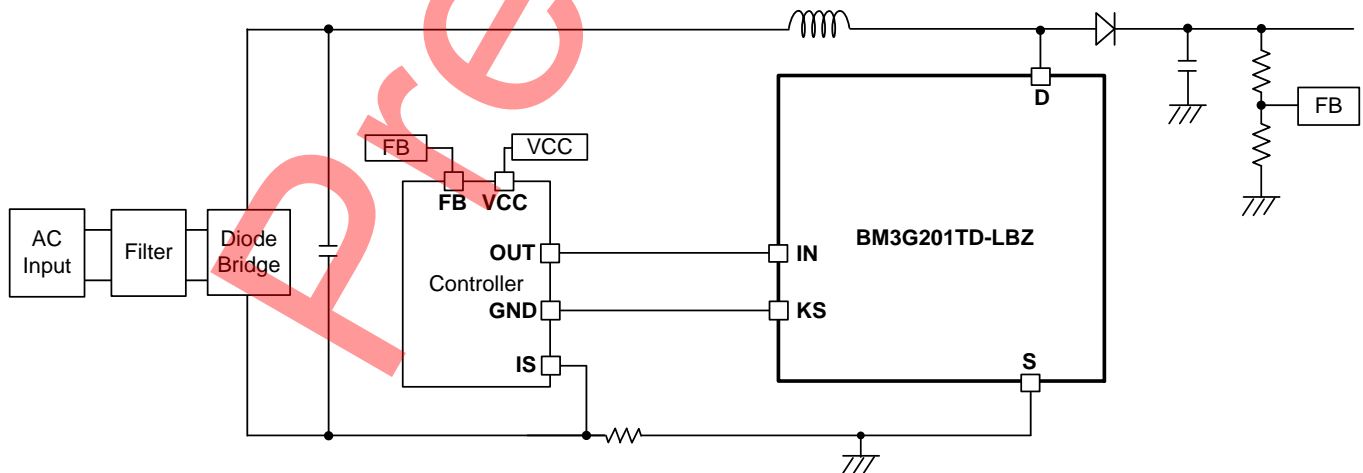 Pre
D
FB
FB
VCC
FB VCC
AC
Input
Filter
Diode
Bridge
OUT
Controller
GND
IS
IN
BM3G201TD-LBZ
KS
S